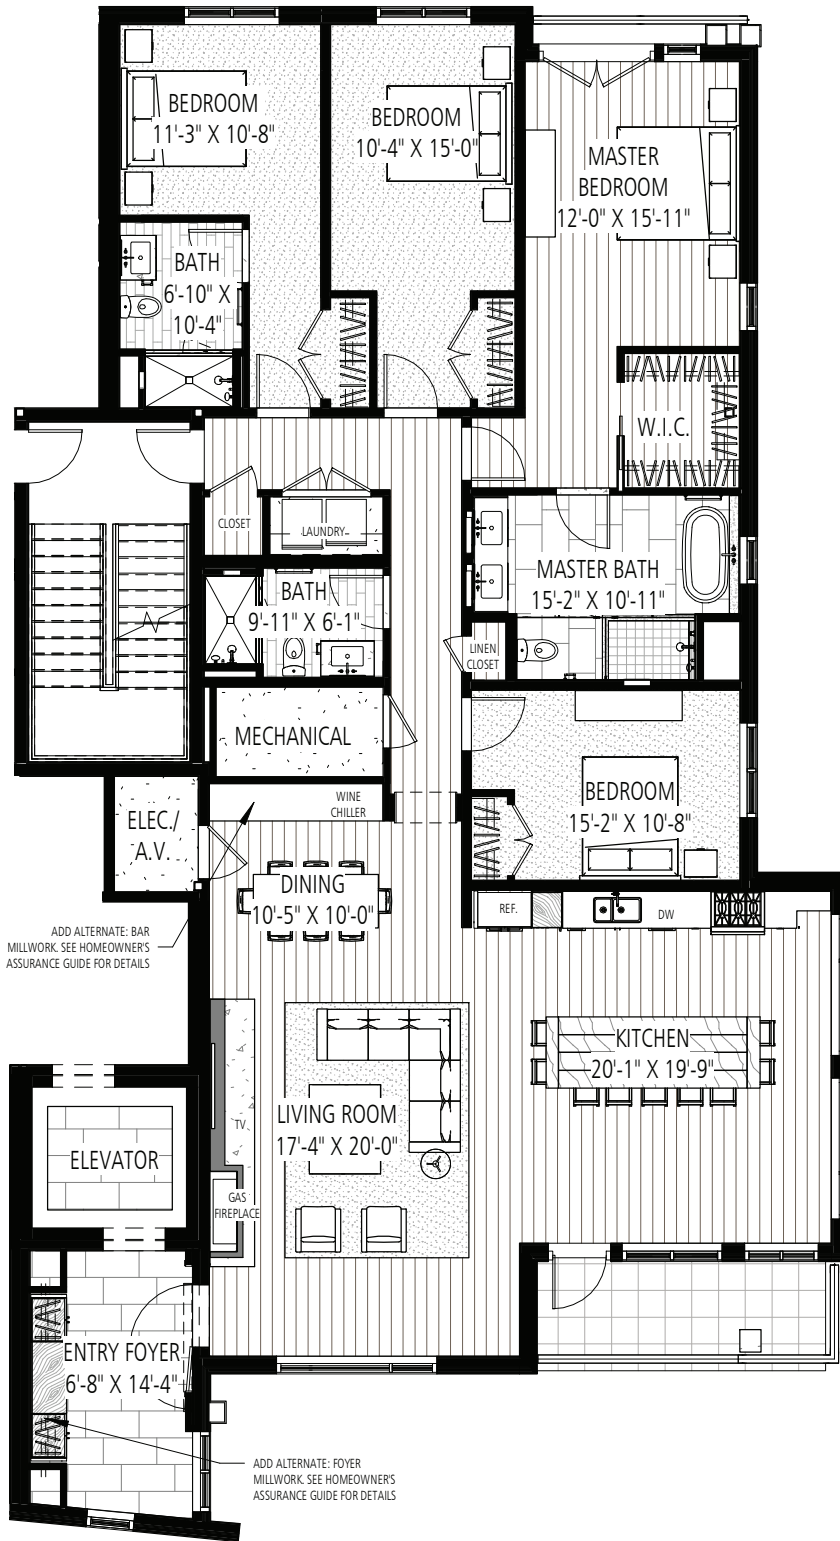 BEDROOM
11'-3" X 10'-8"
BEDROOM
10'-4" X 15'-0"
MASTER
BEDROOM
12'-0" X 15'-11"
BATH
6'-10" X
10'-4"
W.I.C.
CLOSET
LAUNDRY
BATH
9'-11" X 6'-1"
MASTER BATH
15'-2" X 10'-11"
LINEN
CLOSET
MECHANICAL
BEDROOM
15'-2" X 10'-8"
WINE
CHILLER
ELEC./
A.V.
DINING
10'-5" X 10'-0"
REF.
DW
ADD ALTERNATE: BAR
MILLWORK. SEE HOMEOWNER'S
ASSURANCE GUIDE FOR DETAILS
KITCHEN
20'-1" X 19'-9"
LIVING ROOM
17'-4" X 20'-0"
TV
ELEVATOR
GAS
FIREPLACE
ENTRY FOYER
6'-8" X 14'-4"
ADD ALTERNATE: FOYER
MILLWORK. SEE HOMEOWNER'S
ASSURANCE GUIDE FOR DETAILS